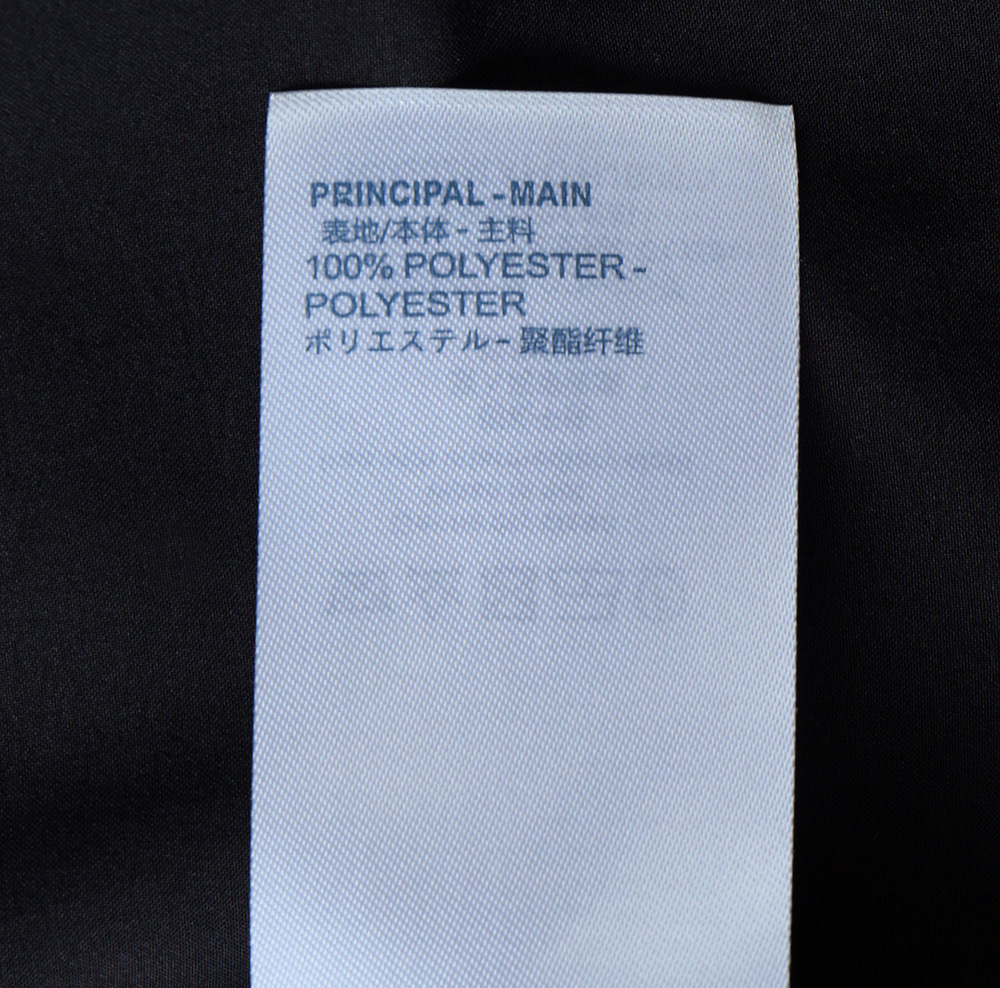 PRINCIPAL - MAIN
表地/本体 - 主料
100% POLYESTER -
POLYESTER
ポリエステル - 聚酯纤维